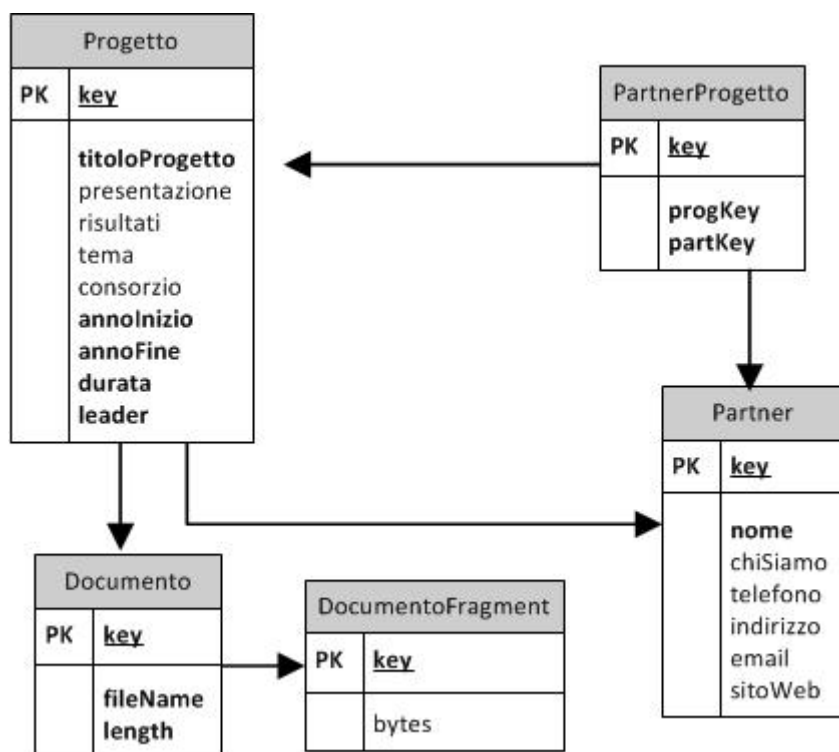 Progetto
PK key
titoloProgetto
presentazione
risultati
tema
consorzio
annoInizio
annoFine
durata
leader
PartnerProgetto
PK key
progKey
partKey
Partner
PK key
nome
chiSiamo
telefono
indirizzo
email
sitoWeb
Documento
PK key
fileName
length
DocumentoFragment
PK key
bytes